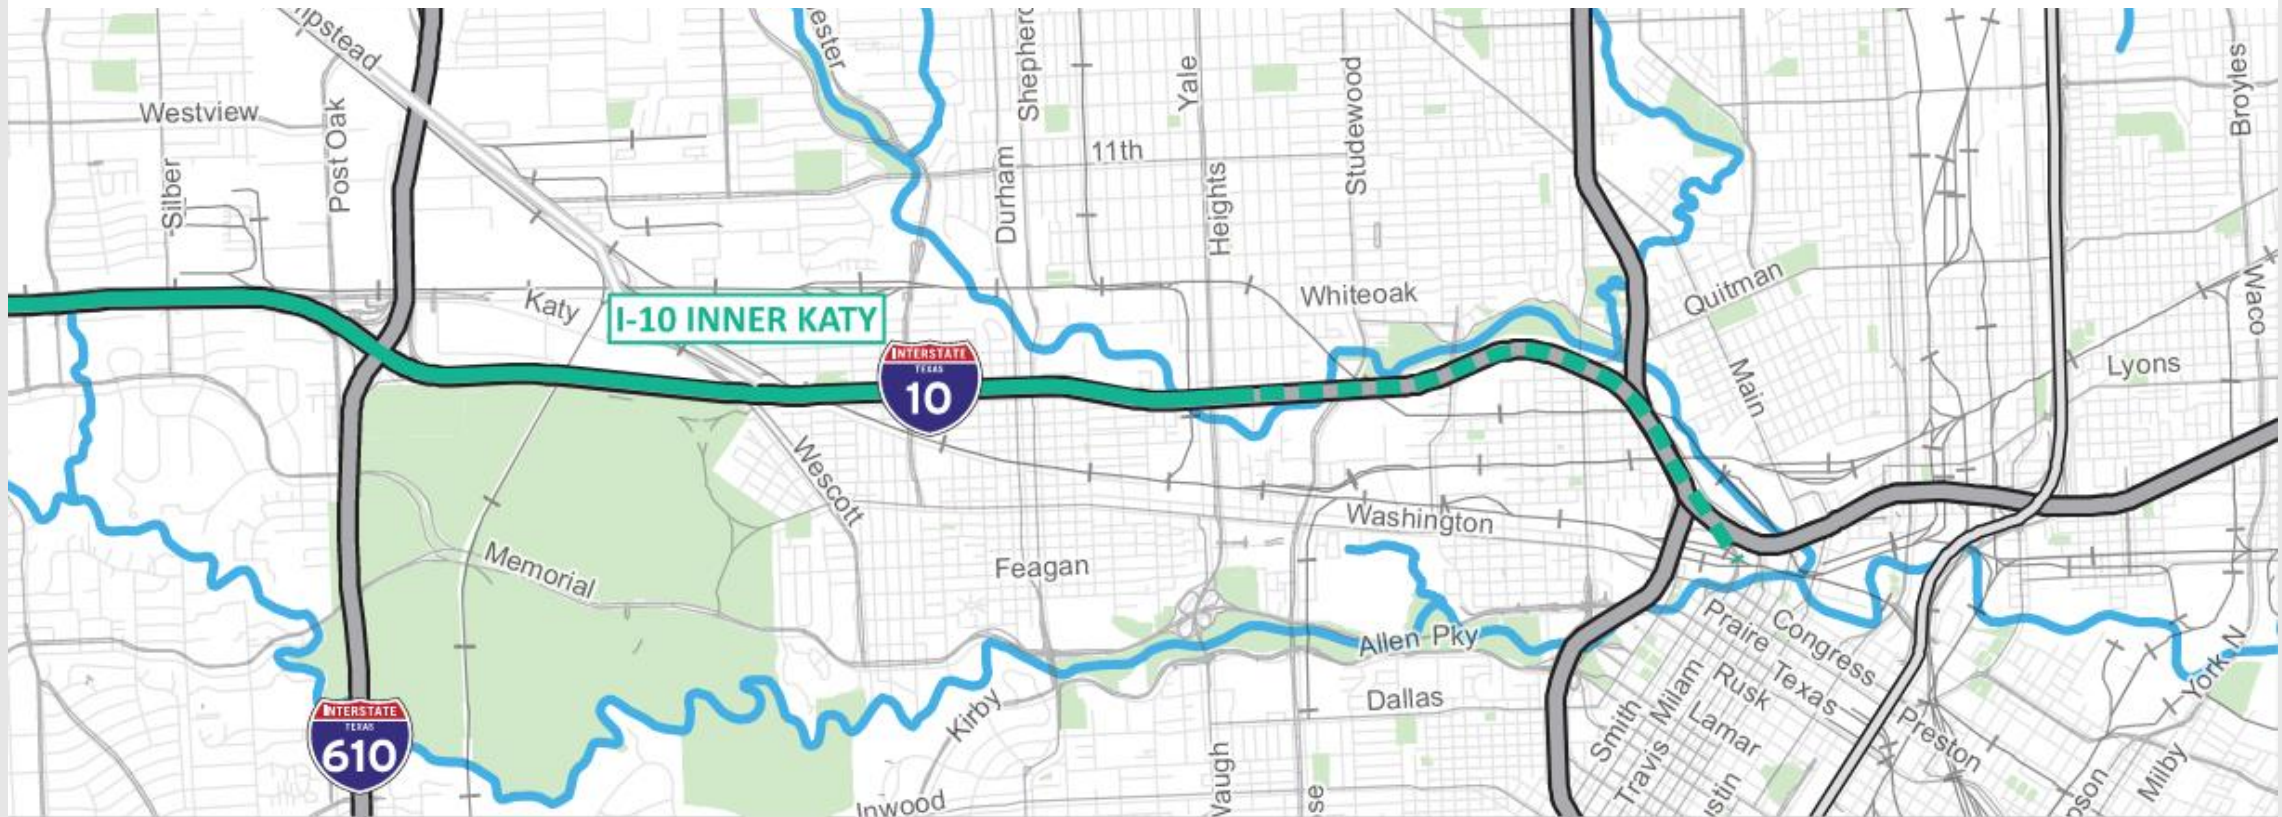 Westview
Silber
Post Oak
11th
Durham
Yale
Heights
Studewood
Broyles
Katy
I-10 INNER KATY
Whiteoak
Quitman
Waco
Main
Lyons
INTERSTATE
TEXAS
10
Wescott
Washington
Memorial
Feagan
Allen Pky
Praire
Congress
Texas
Rusk
Milam
Smith
Lamar
Travis
Preston
York N
Milby
Dallas
Kirby
Inwood
INTERSTATE
TEXAS
610